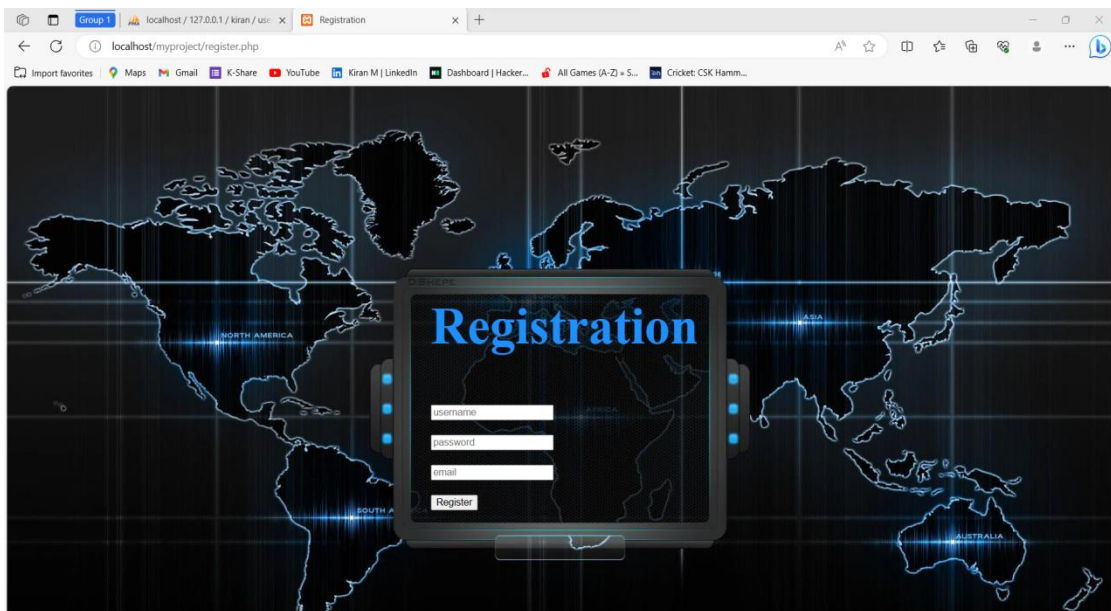 Group 1
localhost / 127.0.0.1 / kiran / use
Registration
localhost/myproject/register.php
Import favorites
Maps
Gmail
K-Share
YouTube
Kiran M | LinkedIn
Dashboard | Hacker...
All Games (A-Z) » S...
Cricket: CSK Hamm...
NORTH AMERICA
ASIA
Registration
AFRICA
username
password
email
Register
SOUTH A
AUSTRALIA